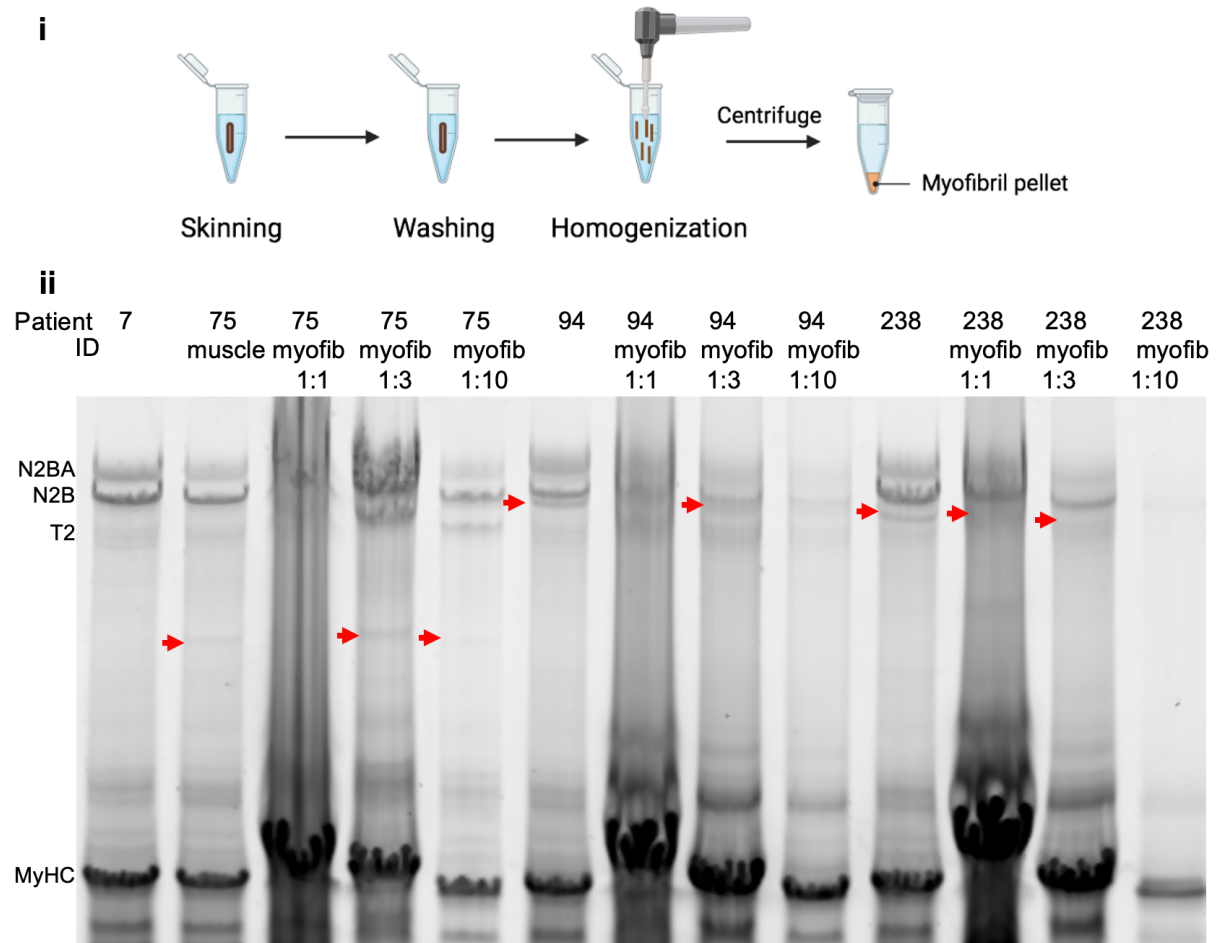 i
Centrifuge
Myofibril pellet
Skinning
Washing
Homogenization
ii
Patient 7 75 75 75 75 94 94 94 94 238 238 238 238
ID muscle myofib myofib myofib myofib myofib myofib myofib myofib myofib
1:1 1:3 1:10 1:1 1:3 1:10 1:1 1:3 1:10
N2BA
N2B
T2
MyHC